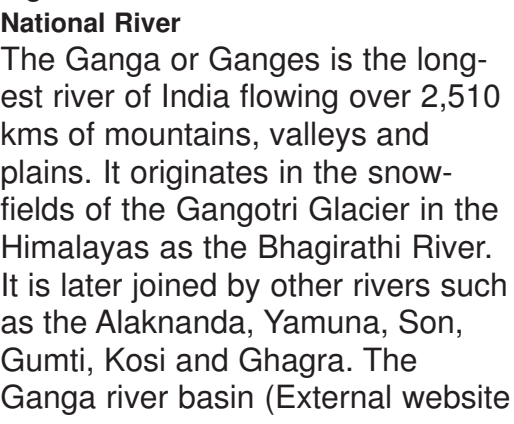 National River
The Ganga or Ganges is the long-
est river of India flowing over 2,510
kms of mountains, valleys and
plains. It originates in the snow-
fields of the Gangotri Glacier in the
Himalayas as the Bhagirathi River.
It is later joined by other rivers such
as the Alaknanda, Yamuna, Son,
Gumti, Kosi and Ghagra. The
Ganga river basin (External website